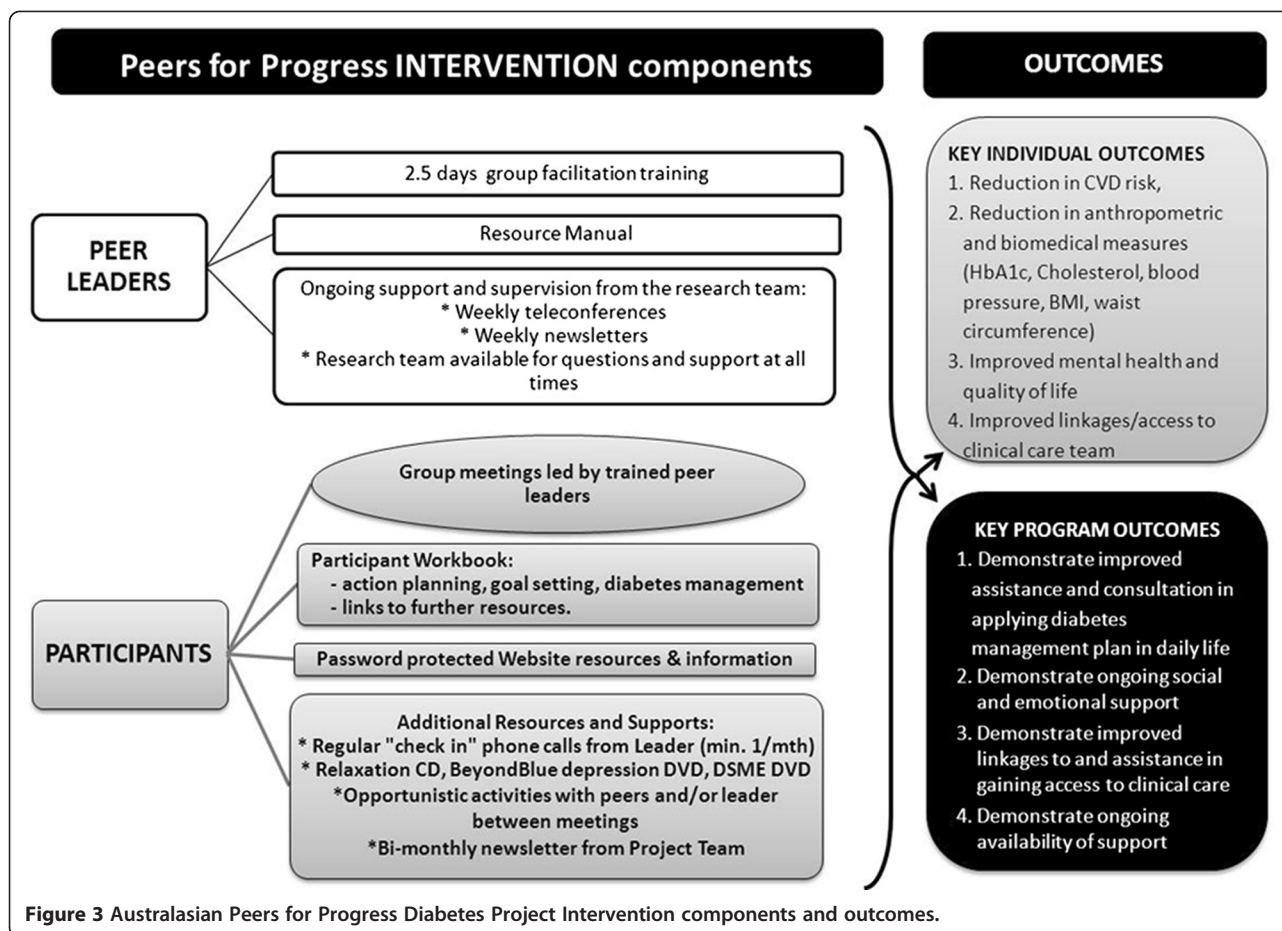 Peers for Progress INTERVENTION components
PEER
LEADERS
2.5 days group facilitation training
Resource Manual
Ongoing support and supervision from the research team:
* Weekly teleconferences
* Weekly newsletters
* Research team available for questions and support at all
times
PARTICIPANTS
Group meetings led by trained peer
leaders
Participant Workbook:
- action planning, goal setting, diabetes management
- links to further resources.
Password protected Website resources & information
Additional Resources and Supports:
* Regular "check in" phone calls from Leader (min. 1/mth)
* Relaxation CD, BeyondBlue depression DVD, DSME DVD
*Opportunistic activities with peers and/or leader
between meetings
*Bi-monthly newsletter from Project Team
OUTCOMES
KEY INDIVIDUAL OUTCOMES
1. Reduction in CVD risk,
2. Reduction in anthropometric
and biomedical measures
(HbA1c, Cholesterol, blood
pressure, BMI, waist
circumference)
3. Improved mental health and
quality of life
4. Improved linkages/access to
clinical care team
KEY PROGRAM OUTCOMES
1. Demonstrate improved
assistance and consultation in
applying diabetes
management plan in daily life
2. Demonstrate ongoing social
and emotional support
3. Demonstrate improved
linkages to and assistance in
gaining access to clinical care
4. Demonstrate ongoing
availability of support
Figure 3 Australasian Peers for Progress Diabetes Project Intervention components and outcomes.